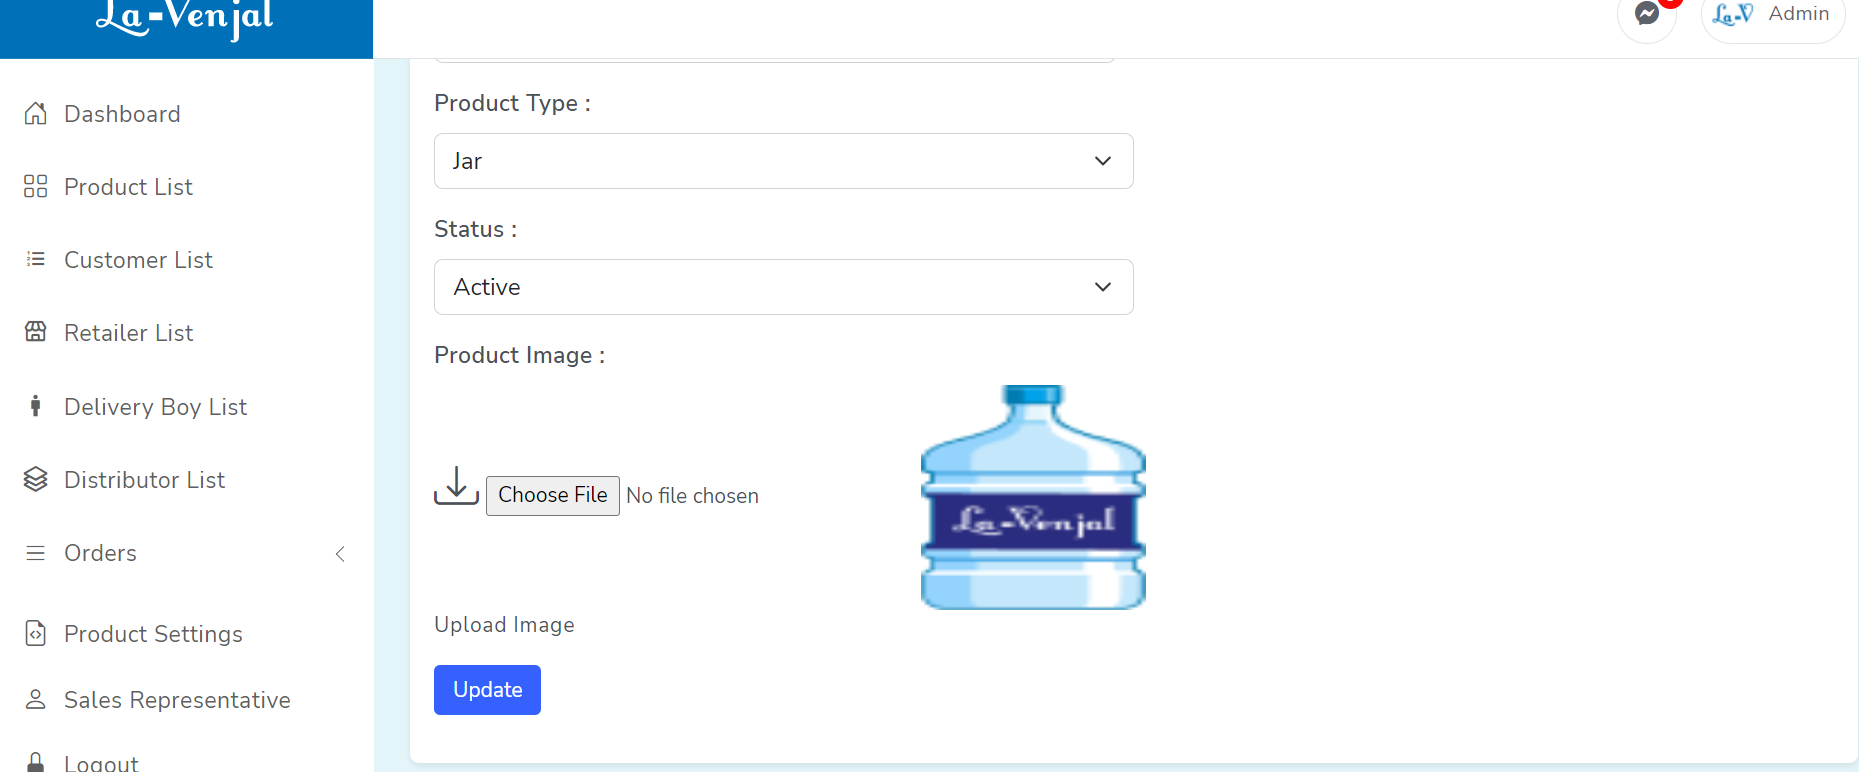 La-Venjal
Admin
Dashboard
Product List
Customer List
Retailer List
Delivery Boy List
Distributor List
Orders
Product Settings
Sales Representative
Logout
Product Type :
Jar
Status :
Active
Product Image :
Choose File No file chosen
La-Venjal
Upload Image
Update
La-V